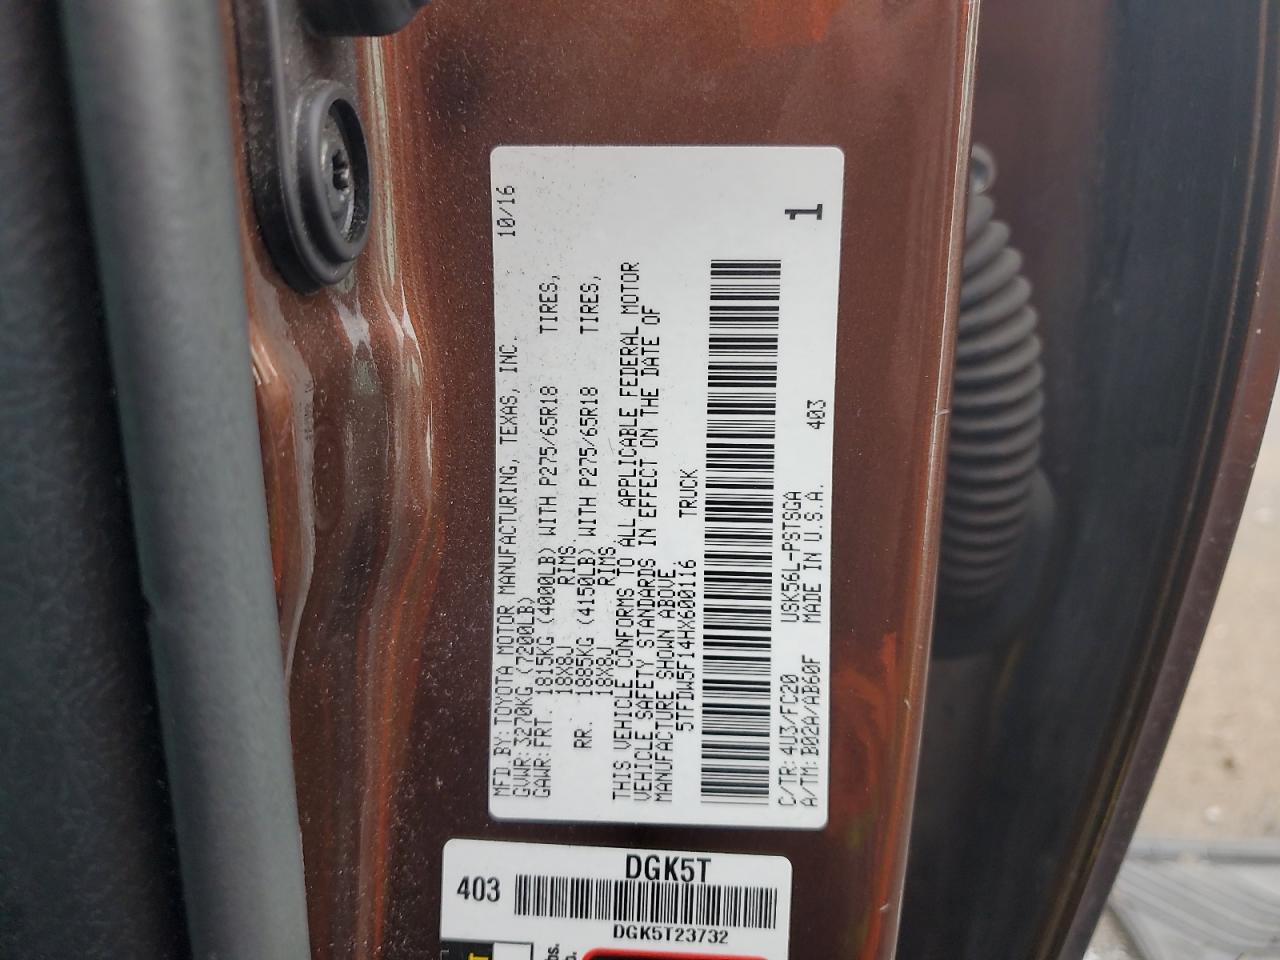 MFD.BY:TOYOTA MOTOR MANUFACTURING, TEXAS, INC. 10/16
GVWR:3270KG(7200LB)
GAWR:FRT. 1815KG(4000LB)WITH P275/65R18 TIRES,
18X8J RIMS
RR. 1885KG(4150LB)WITH P275/65R18 TIRES,
18X8J RIMS
THIS VEHICLE CONFORMS TO ALL APPLICABLE FEDERAL MOTOR
VEHICLE SAFETY STANDARDS IN EFFECT ON THE DATE OF
MANUFACTURE SHOWN ABOVE.
5TFDW5F14HX600116 TRUCK
C/TR:4U3/FC20 USK56L-PSTSGA
A/TM:B02A/AB60F MADE IN U.S.A. 403
1
DGK5T
403
DGK5T23732